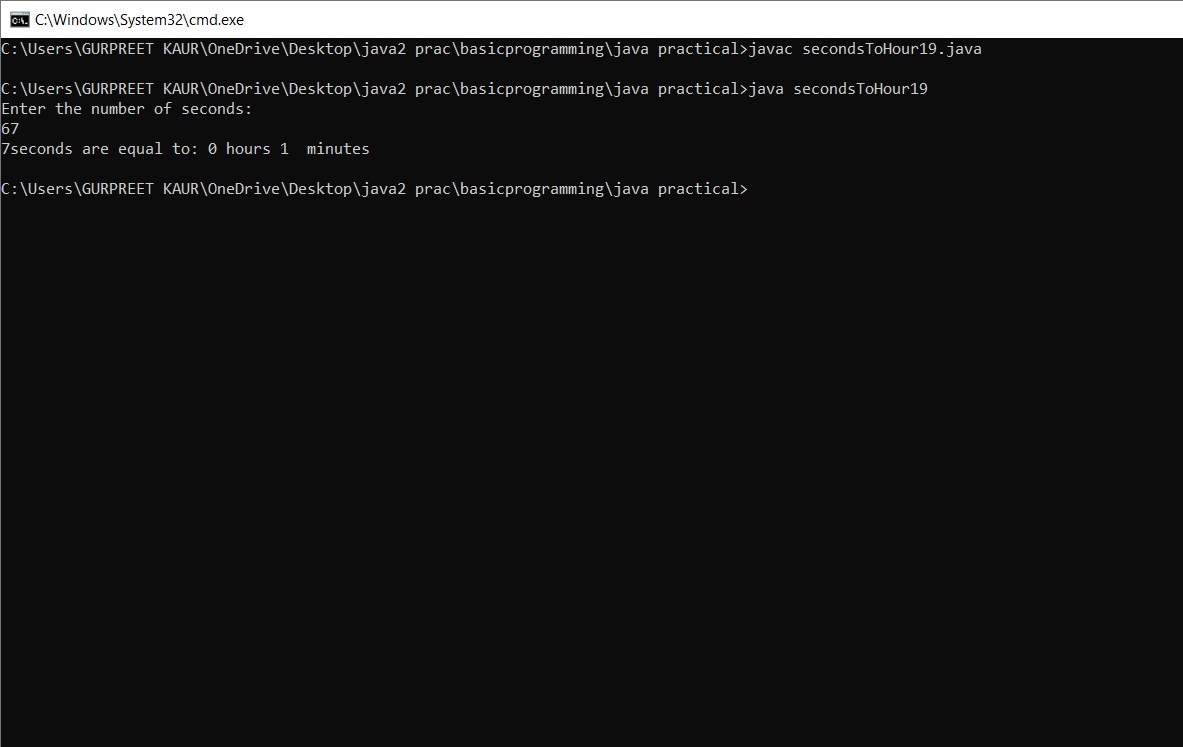 C:\Windows\System32\cmd.exe
C:\Users\GURPREET KAUR\OneDrive\Desktop\java2 prac\basicprogramming\java practical>javac secondsToHour19.java
C:\Users\GURPREET KAUR\OneDrive\Desktop\java2 prac\basicprogramming\java practical>java secondsToHour19
Enter the number of seconds:
67
7seconds are equal to: 0 hours 1  minutes
C:\Users\GURPREET KAUR\OneDrive\Desktop\java2 prac\basicprogramming\java practical>